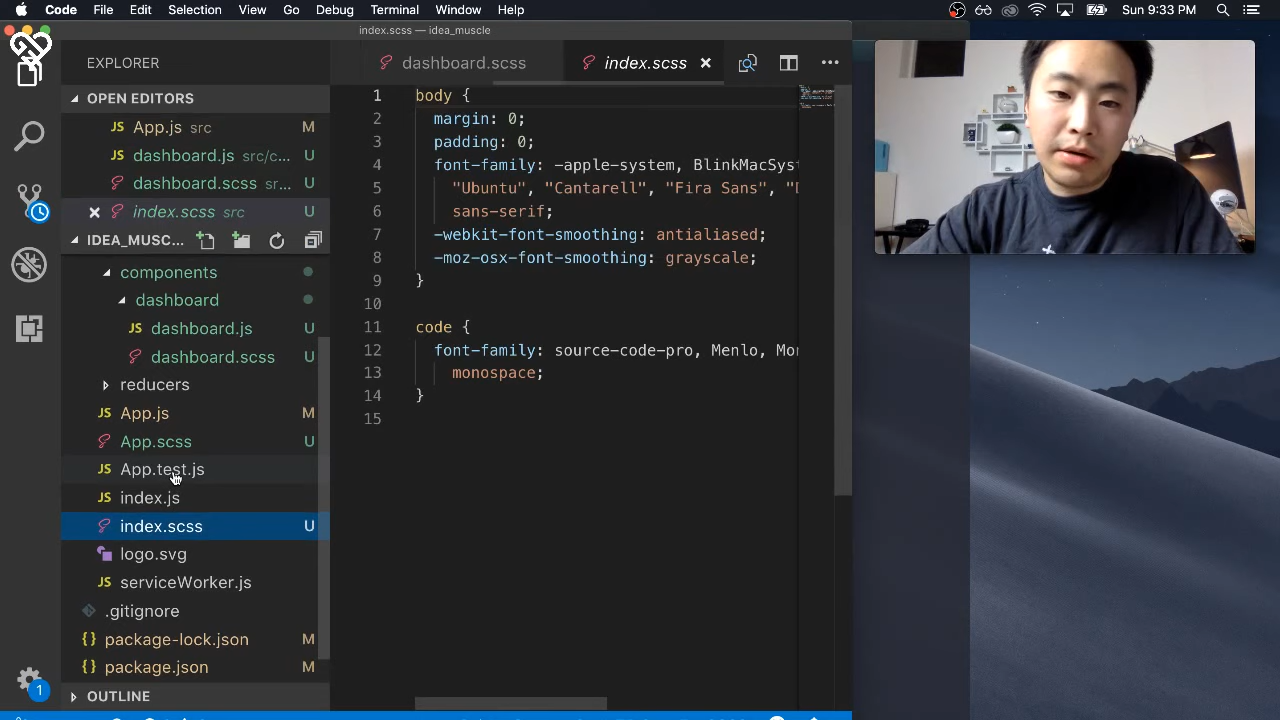 Code File Edit Selection View Go Debug Terminal Window Help Sun 9:33 PM
index.scss — idea_muscle
EXPLORER
dashboard.scss
index.scss
OPEN EDITORS
App.js src M
dashboard.js src/c... U
dashboard.scss sr... U
index.scss src U
IDEA_MUSC...
components
dashboard
dashboard.js U
dashboard.scss U
reducers
App.js M
App.scss U
App.test.js
index.js
index.scss U
logo.svg
serviceWorker.js
.gitignore
package-lock.json M
package.json M
OUTLINE
1
1 body {
2 margin: 0;
3 padding: 0;
4 font-family: -apple-system, BlinkMacSyst
5 "Ubuntu", "Cantarell", "Fira Sans", "D
6 sans-serif;
7 -webkit-font-smoothing: antialiased;
8 -moz-osx-font-smoothing: grayscale;
9 }
10
11 code {
12 font-family: source-code-pro, Menlo, Mon
13 monospace;
14 }
15